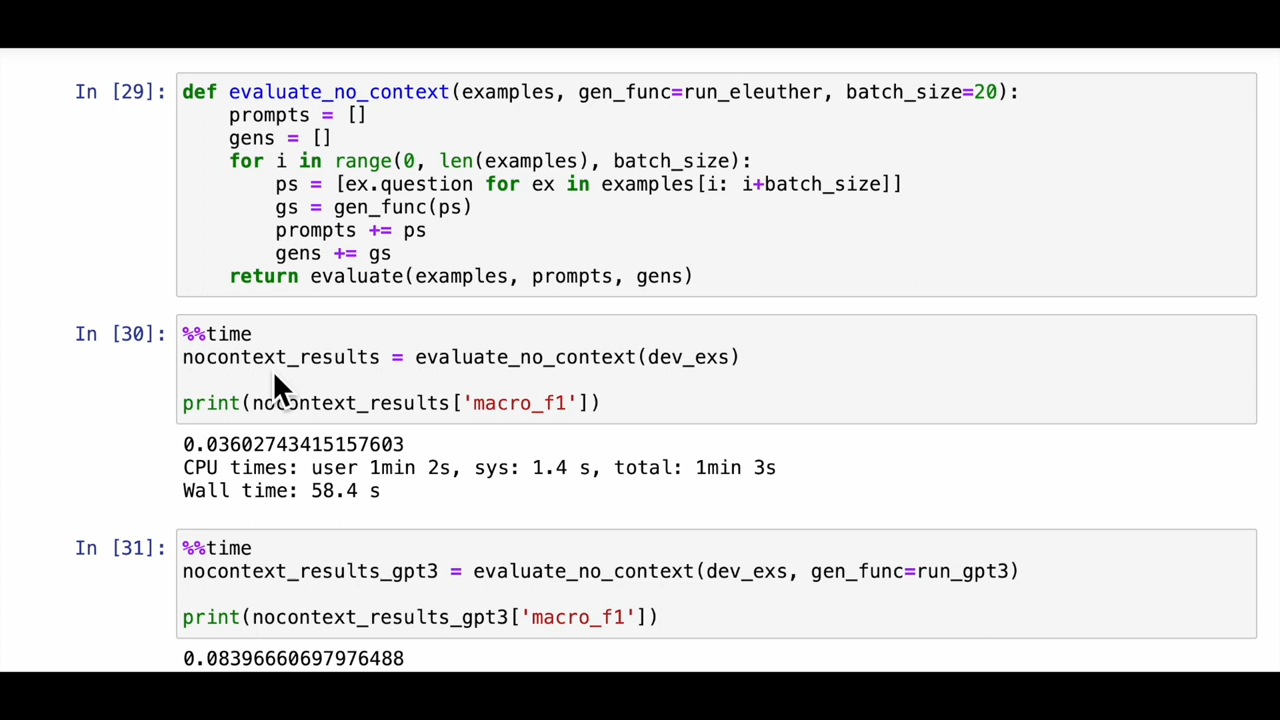 In [29]:
def evaluate_no_context(examples, gen_func=run_eleuther, batch_size=20):
    prompts = []
    gens = []
    for i in range(0, len(examples), batch_size):
        ps = [ex.question for ex in examples[i: i+batch_size]]
        gs = gen_func(ps)
        prompts += ps
        gens += gs
    return evaluate(examples, prompts, gens)
In [30]:
%%time
nocontext_results = evaluate_no_context(dev_exs)
print(nocontext_results['macro_f1'])
0.03602743415157603
CPU times: user 1min 2s, sys: 1.4 s, total: 1min 3s
Wall time: 58.4 s
In [31]:
%%time
nocontext_results_gpt3 = evaluate_no_context(dev_exs, gen_func=run_gpt3)
print(nocontext_results_gpt3['macro_f1'])
0.08396660697976488